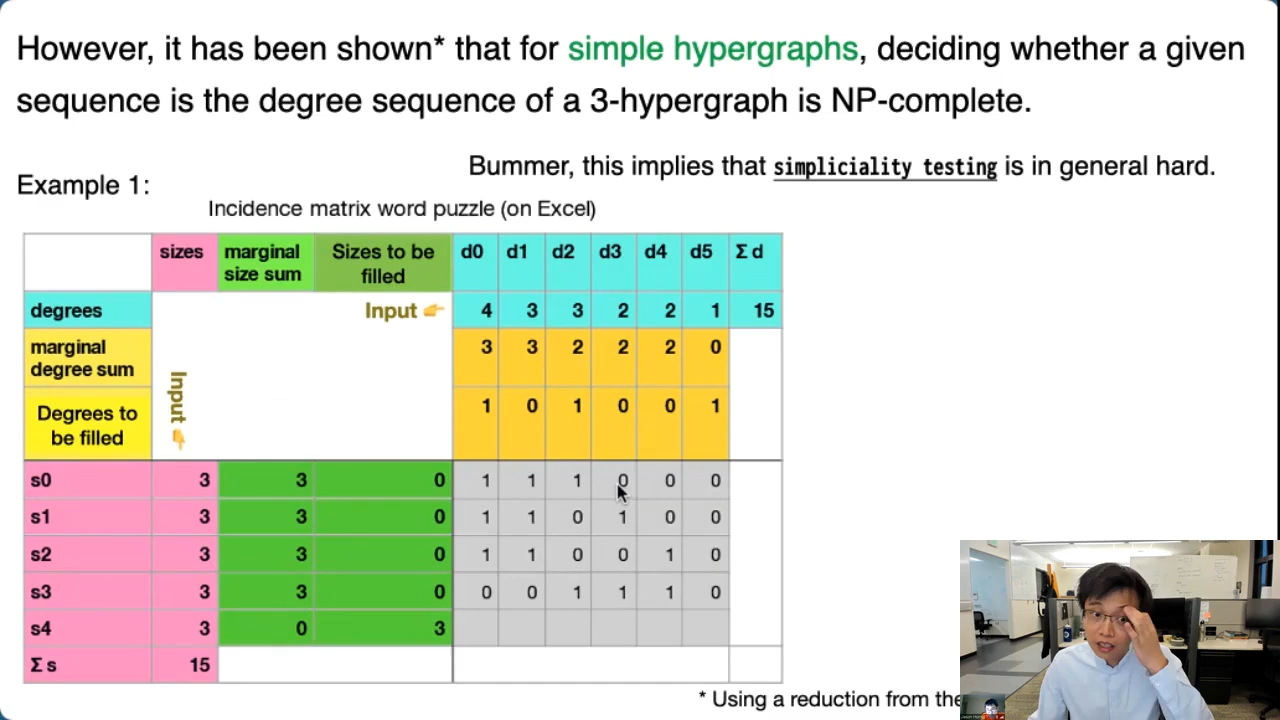 However, it has been shown* that for simple hypergraphs, deciding whether a given
sequence is the degree sequence of a 3-hypergraph is NP-complete.
Bummer, this implies that simpliciality testing is in general hard.
Example 1:
Incidence matrix word puzzle (on Excel)
sizes marginal size sum Sizes to be filled d0 d1 d2 d3 d4 d5 Σ d
degrees Input 👉 4 3 3 2 2 1 15
marginal degree sum 3 3 2 2 2 0
Input 👇
Degrees to be filled 1 0 1 0 0 1
s0 3 3 0 1 1 1 0 0 0
s1 3 3 0 1 1 0 1 0 0
s2 3 3 0 1 1 0 0 1 0
s3 3 3 0 0 0 1 1 1 0
s4 3 0 3
Σ s 15
* Using a reduction from the